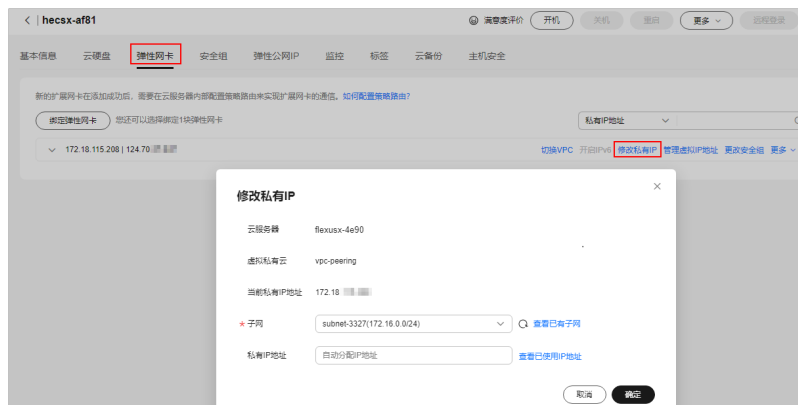 hecsx-af81 满意度评价 开机 关机 重启 更多 远程登录
基本信息 云硬盘 弹性网卡 安全组 弹性公网IP 监控 标签 云备份 主机安全
新的扩展网卡在添加成功后，需要在云服务器内部配置策略路由来实现扩展网卡的通信。如何配置策略路由?
绑定弹性网卡 您还可以选择绑定1块弹性网卡 私有IP地址
172.18.115.208 | 124.70 切换VPC 开启IPv6 修改私有IP 管理虚拟IP地址 更改安全组 更多
修改私有IP
云服务器 flexusx-4e90
虚拟私有云 vpc-peering
当前私有IP地址 172.18
* 子网 subnet-3327(172.16.0.0/24) 查看已有子网
私有IP地址 自动分配IP地址 查看已使用IP地址
取消 确定